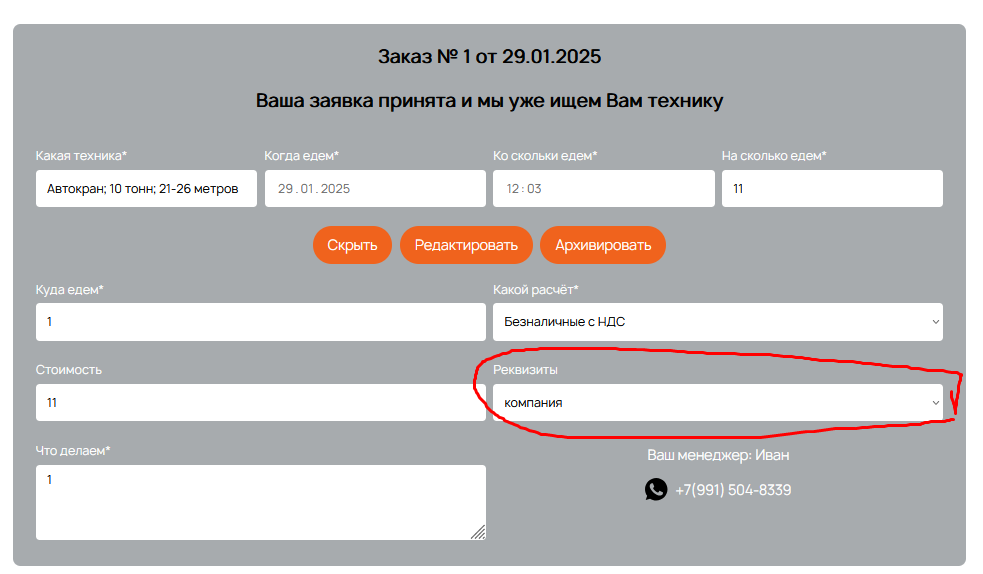 Заказ № 1 от 29.01.2025
Ваша заявка принята и мы уже ищем Вам технику
Какая техника* Когда едем* Ко скольки едем* На сколько едем*
Автокран; 10 тонн; 21-26 метров 29.01.2025 12:03 11
Скрыть Редактировать Архивировать
Куда едем* Какой расчёт*
1 Безналичные с НДС
Стоимость Реквизиты
11 компания
Что делаем*
1
Ваш менеджер: Иван
+7(991) 504-8339